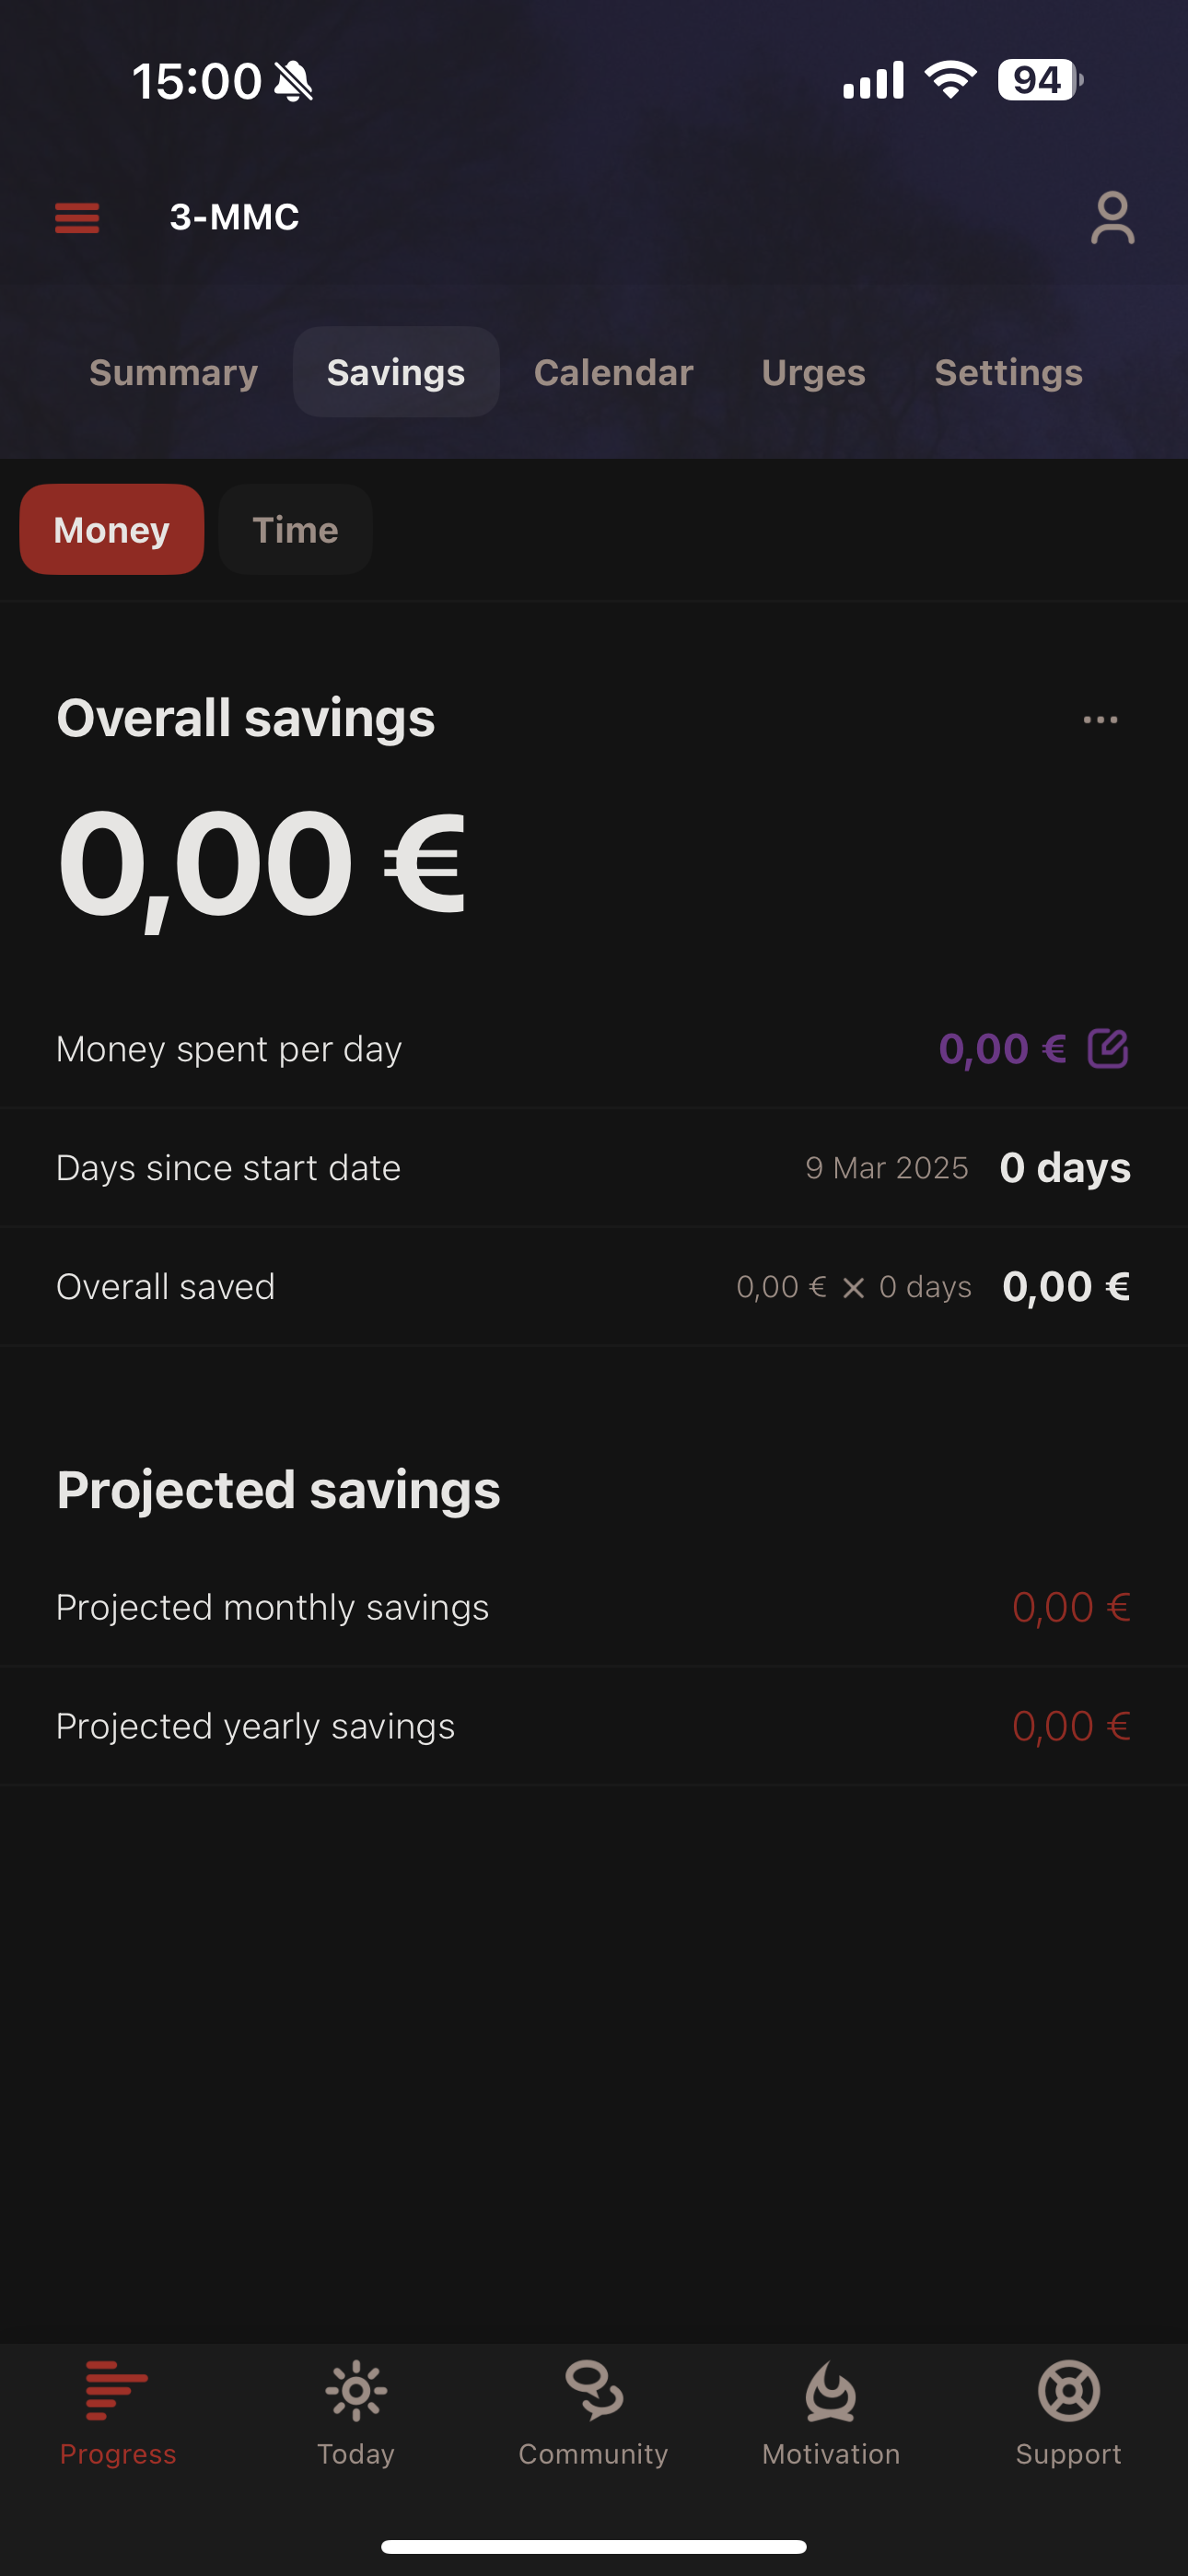 15:00
94
3-MMC
Summary Savings Calendar Urges Settings
Money Time
Overall savings
0,00 €
Money spent per day 0,00 €
Days since start date 9 Mar 2025 0 days
Overall saved 0,00 € × 0 days 0,00 €
Projected savings
Projected monthly savings 0,00 €
Projected yearly savings 0,00 €
Progress Today Community Motivation Support